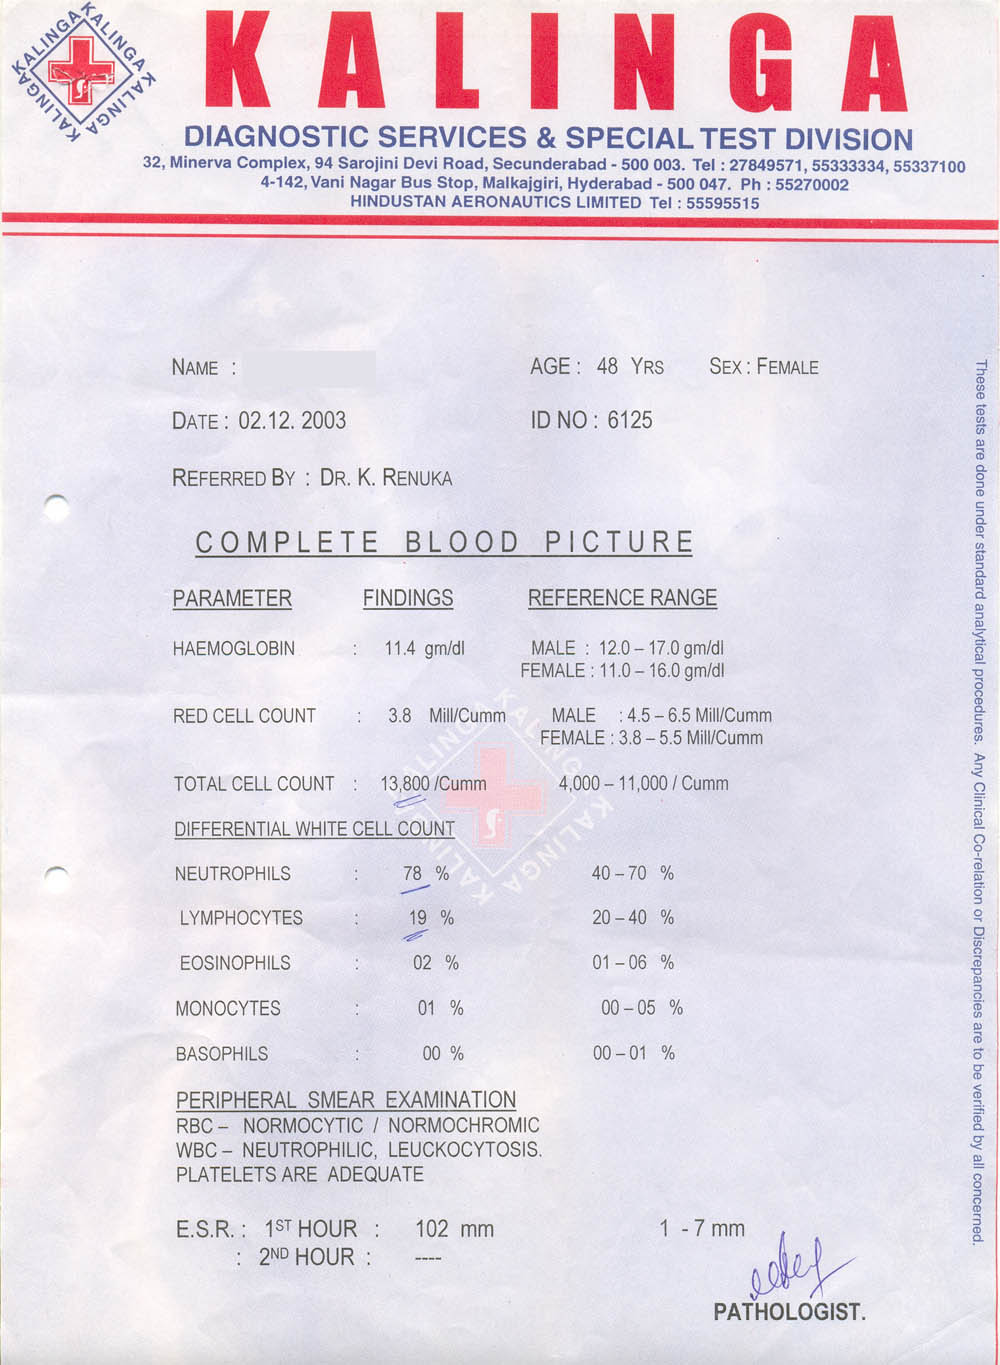 KALINGA KALINGA KALINGA KALINGA
KALINGA
DIAGNOSTIC SERVICES & SPECIAL TEST DIVISION
32, Minerva Complex, 94 Sarojini Devi Road, Secunderabad - 500 003. Tel : 27849571, 55333334, 55337100
4-142, Vani Nagar Bus Stop, Malkajgiri, Hyderabad - 500 047. Ph : 55270002
HINDUSTAN AERONAUTICS LIMITED Tel : 55595515
NAME : AGE : 48 YRS SEX : FEMALE
DATE : 02.12. 2003 ID NO : 6125
REFERRED BY : DR. K. RENUKA
COMPLETE BLOOD PICTURE
PARAMETER FINDINGS REFERENCE RANGE
HAEMOGLOBIN : 11.4 gm/dl MALE : 12.0 – 17.0 gm/dl
FEMALE : 11.0 – 16.0 gm/dl
RED CELL COUNT : 3.8 Mill/Cumm MALE : 4.5 – 6.5 Mill/Cumm
FEMALE : 3.8 – 5.5 Mill/Cumm
TOTAL CELL COUNT : 13,800 /Cumm 4,000 – 11,000 / Cumm
DIFFERENTIAL WHITE CELL COUNT
NEUTROPHILS : 78 % 40 – 70 %
LYMPHOCYTES : 19 % 20 – 40 %
EOSINOPHILS : 02 % 01 – 06 %
MONOCYTES : 01 % 00 – 05 %
BASOPHILS : 00 % 00 – 01 %
PERIPHERAL SMEAR EXAMINATION
RBC – NORMOCYTIC / NORMOCHROMIC
WBC – NEUTROPHILIC, LEUCKOCYTOSIS.
PLATELETS ARE ADEQUATE
E.S.R. : 1ST HOUR : 102 mm 1 - 7 mm
: 2ND HOUR : ----
PATHOLOGIST.
KALINGA KALINGA KALINGA KALINGA
These tests are done under standard analytical procedures. Any Clinical Co-relation or Discrepancies are to be verified by all concerned.